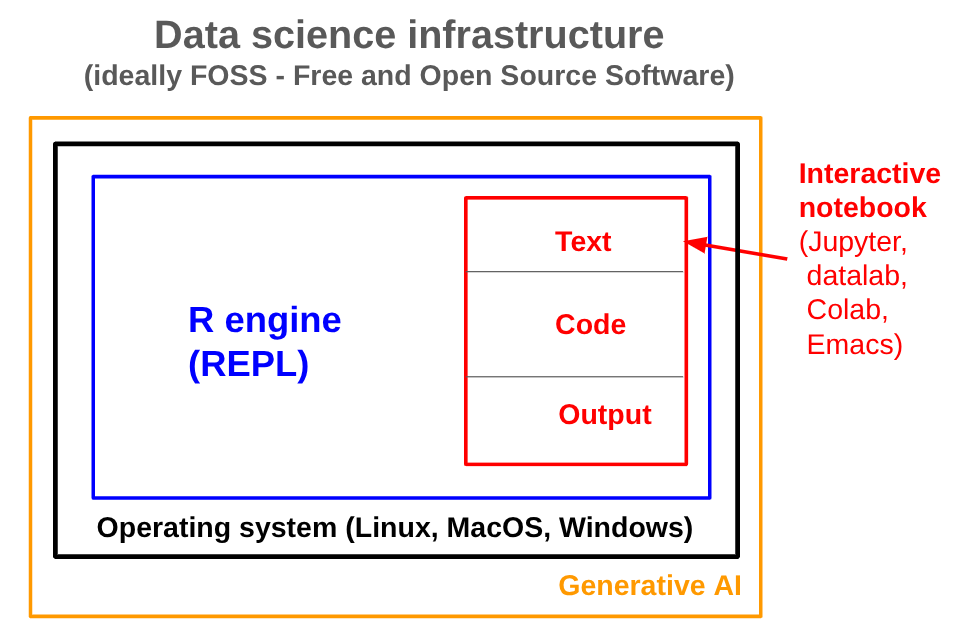 Data science infrastructure
(ideally FOSS - Free and Open Source Software)
Interactive
notebook
(Jupyter,
datalab,
Colab,
Emacs)
Text
Code
Output
R engine
(REPL)
Operating system (Linux, MacOS, Windows)
Generative AI